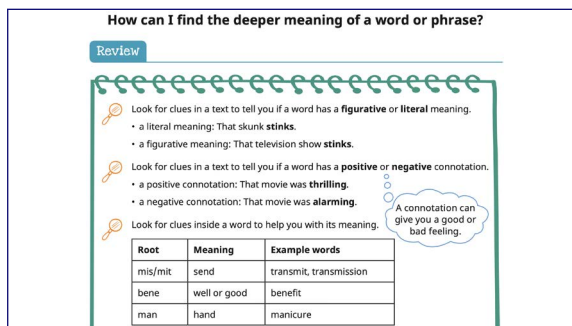 How can I find the deeper meaning of a word or phrase?
Review
Look for clues in a text to tell you if a word has a figurative or literal meaning.
• a literal meaning: That skunk stinks.
• a figurative meaning: That television show stinks.
Look for clues in a text to tell you if a word has a positive or negative connotation.
• a positive connotation: That movie was thrilling.
• a negative connotation: That movie was alarming.
A connotation can
give you a good or
bad feeling.
Look for clues inside a word to help you with its meaning.
Root Meaning Example words
mis/mit send transmit, transmission
bene well or good benefit
man hand manicure